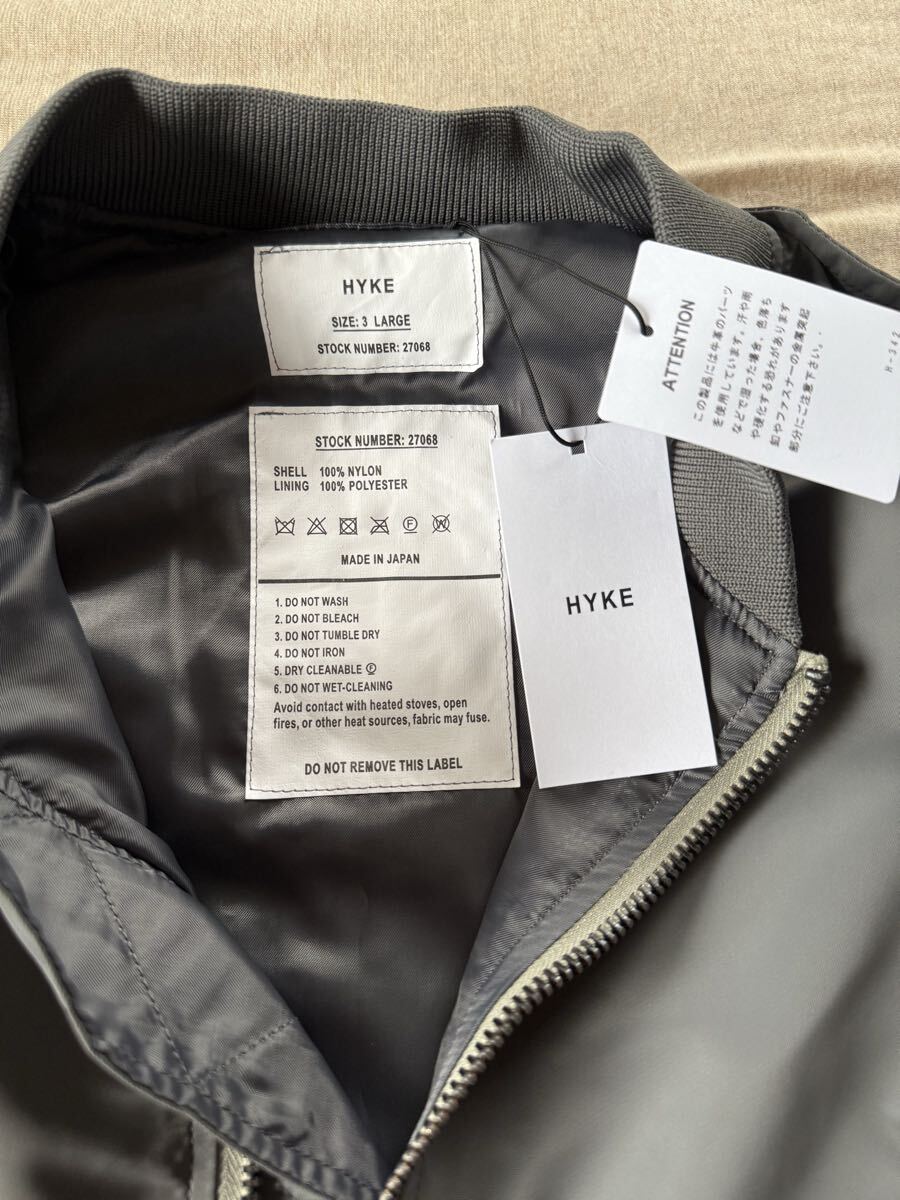 HYKE
SIZE: 3 LARGE
STOCK NUMBER: 27068
STOCK NUMBER: 27068
SHELL 100% NYLON
LINING 100% POLYESTER
MADE IN JAPAN
1. DO NOT WASH
2. DO NOT BLEACH
3. DO NOT TUMBLE DRY
4. DO NOT IRON
5. DRY CLEANABLE Ⓕ
6. DO NOT WET-CLEANING
Avoid contact with heated stoves, open
fires, or other heat sources, fabric may fuse.
DO NOT REMOVE THIS LABEL
HYKE
ATTENTION
この製品には牛革のパーツ
を使用しています。汗や雨
などで湿った場合、色落ち
や硬化する恐れがあります
釦やファスナーの金属突起
部分にご注意下さい。.
H-342